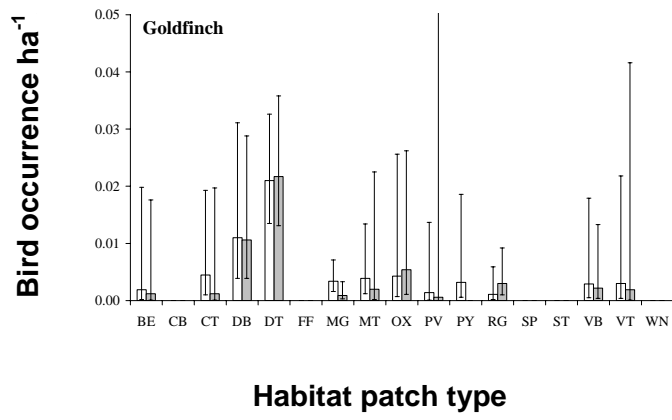 Goldfinch
Bird occurrence ha-1
0.05
0.04
0.03
0.02
0.01
0.00
BE CB CT DB DT FF MG MT OX PV PY RG SP ST VB VT WN
Habitat patch type